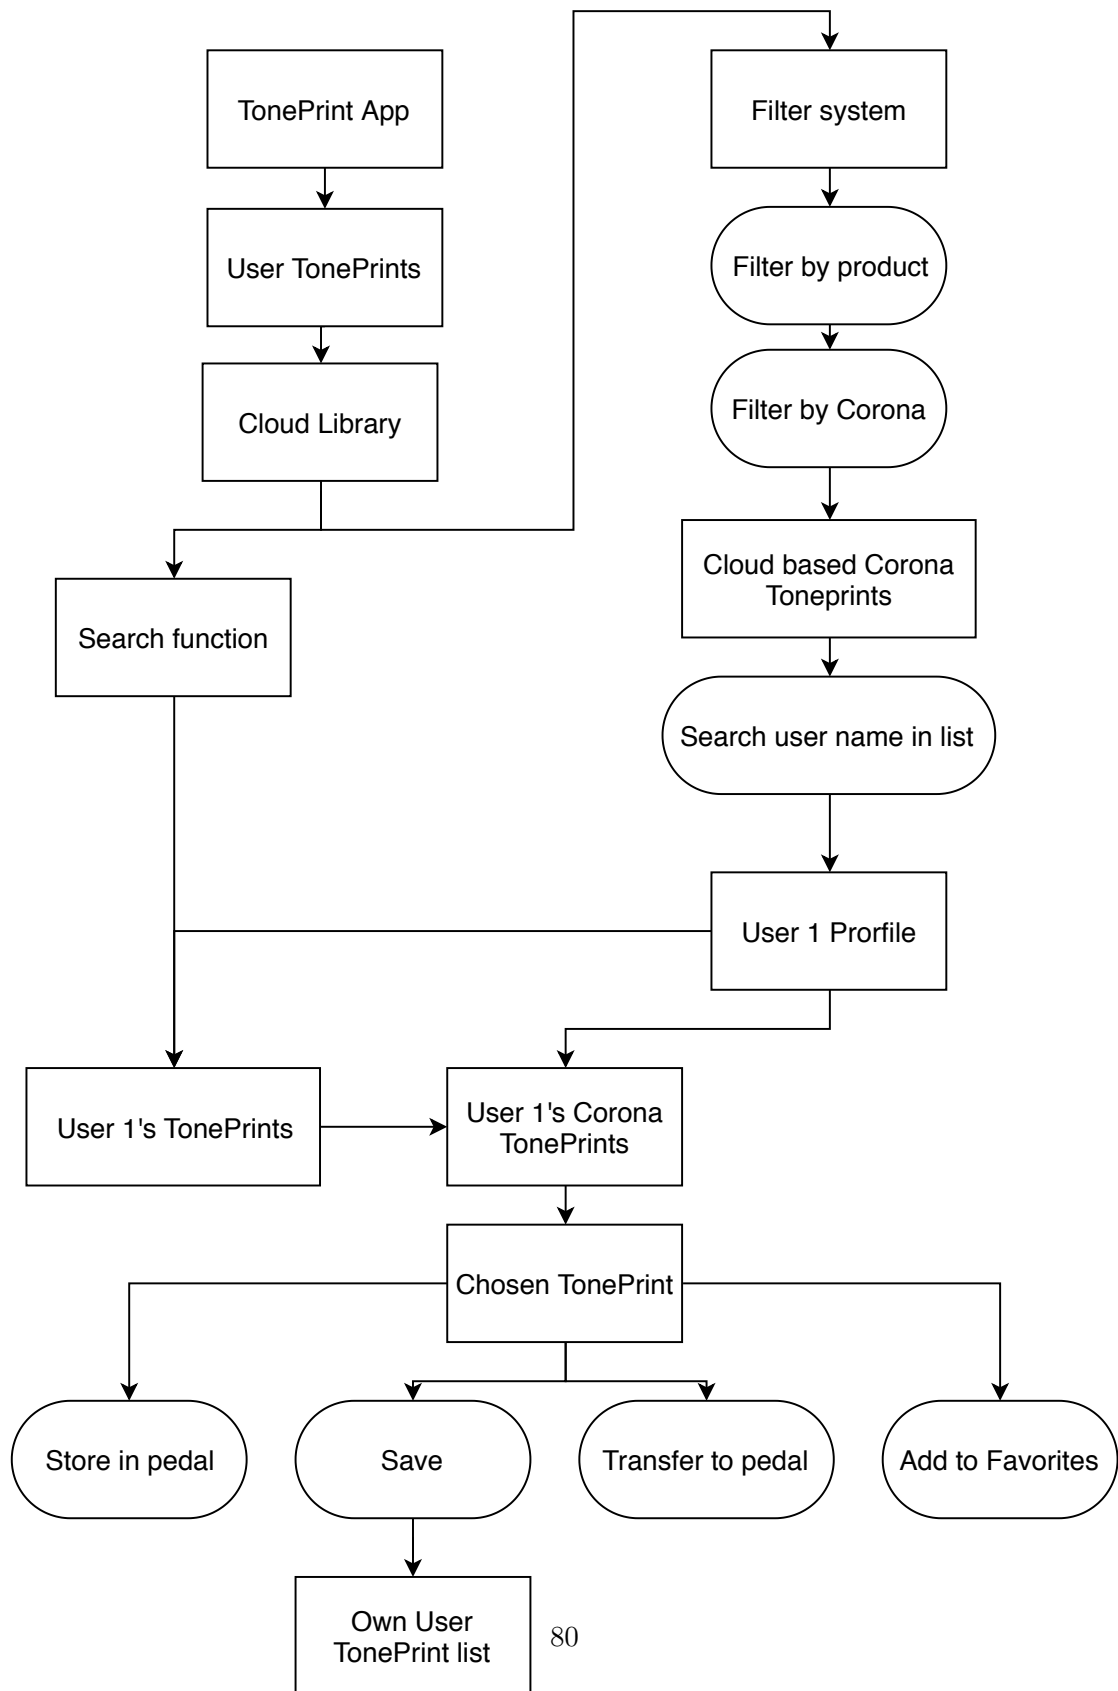 TonePrint App
Filter system
User TonePrints
Filter by product
Cloud Library
Filter by Corona
Cloud based Corona
Toneprints
Search function
Search user name in list
User 1 Prorfile
User 1's TonePrints
User 1's Corona
TonePrints
Chosen TonePrint
Store in pedal
Save
Transfer to pedal
Add to Favorites
Own User
TonePrint list
80